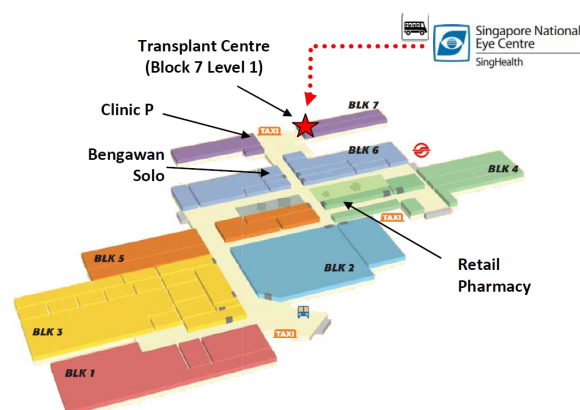 Singapore National
Eye Centre
SingHealth
Transplant Centre
(Block 7 Level 1)
BLK 7
Clinic P
TAXI
BLK 6
Bengawan
Solo
BLK 4
TAXI
BLK 5
BLK 2
Retail
Pharmacy
BLK 3
TAXI
BLK 1